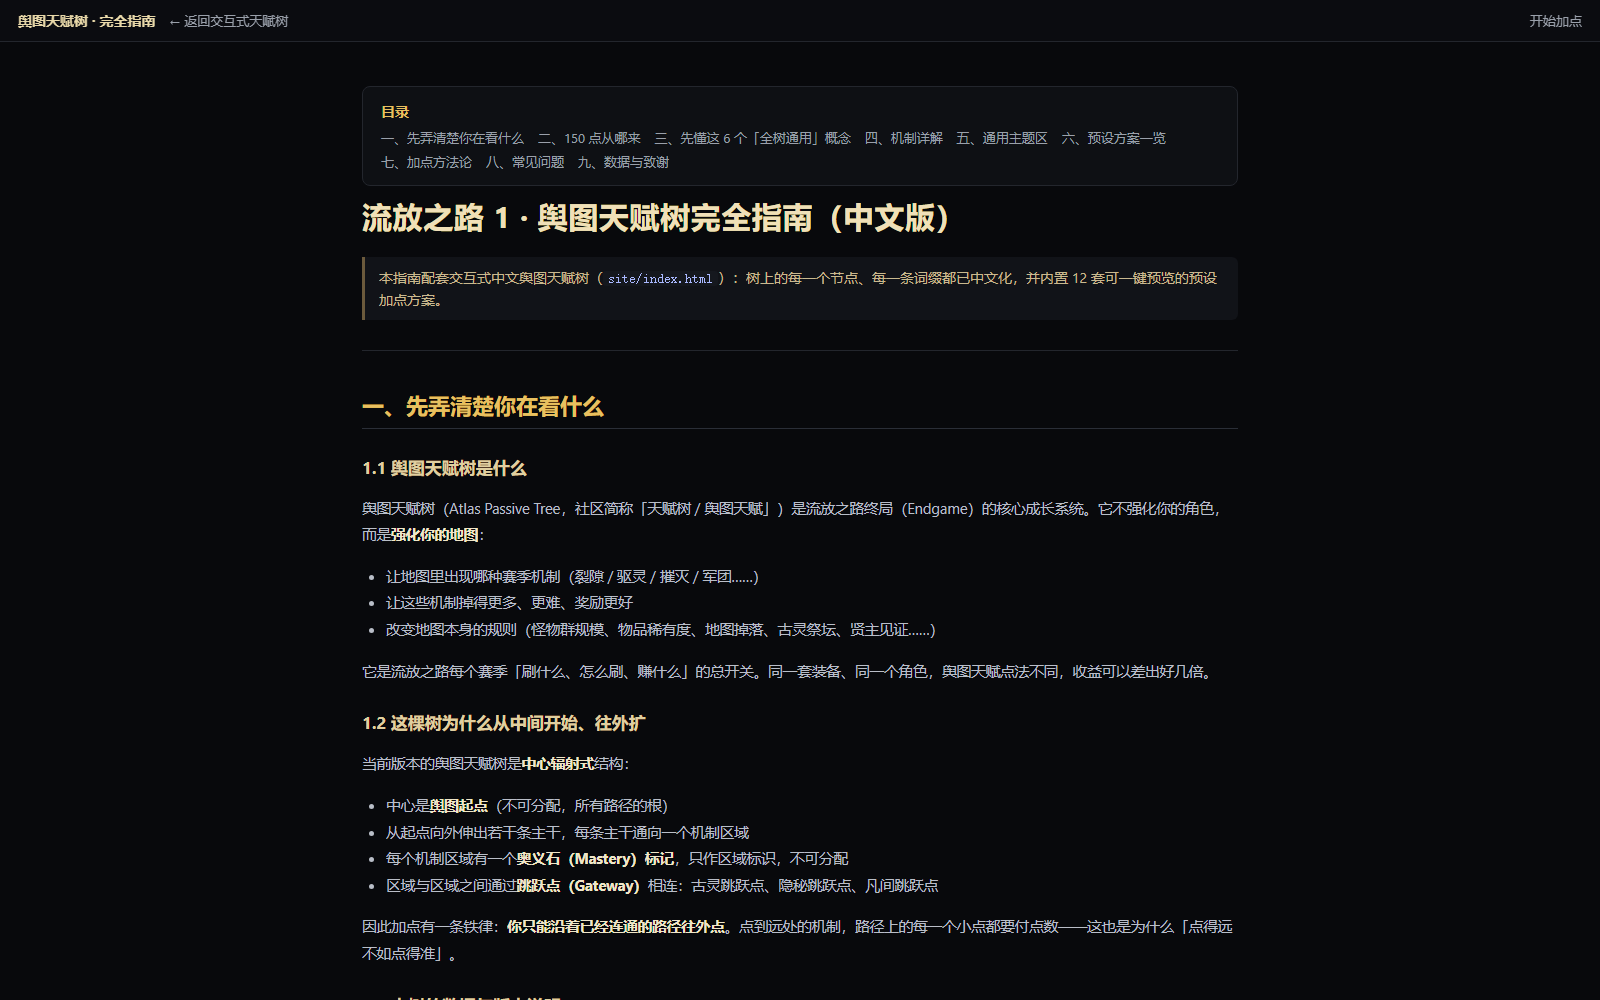 舆图天赋树 · 完全指南 ← 返回交互式天赋树 开始加点
目录
一、先弄清楚你在看什么 二、150 点从哪来 三、先懂这 6 个「全树通用」概念 四、机制详解 五、通用主题区 六、预设方案一览
七、加点方法论 八、常见问题 九、数据与致谢
流放之路 1 · 舆图天赋树完全指南（中文版）
本指南配套交互式中文舆图天赋树（ site/index.html ）：树上的每一个节点、每一条词缀都已中文化，并内置 12 套可一键预览的预设
加点方案。
一、先弄清楚你在看什么
1.1 舆图天赋树是什么
舆图天赋树（Atlas Passive Tree，社区简称「天赋树 / 舆图天赋」）是流放之路终局（Endgame）的核心成长系统。它不强化你的角色，
而是强化你的地图：
• 让地图里出现哪种赛季机制（裂隙 / 驱灵 / 摧灭 / 军团……）
• 让这些机制掉得更多、更难、奖励更好
• 改变地图本身的规则（怪物群规模、物品稀有度、地图掉落、古灵祭坛、贤主见证……）
它是流放之路每个赛季「刷什么、怎么刷、赚什么」的总开关。同一套装备、同一个角色，舆图天赋点法不同，收益可以差出好几倍。
1.2 这棵树为什么从中间开始、往外扩
当前版本的舆图天赋树是中心辐射式结构：
• 中心是舆图起点（不可分配，所有路径的根）
• 从起点向外伸出若干条主干，每条主干通向一个机制区域
• 每个机制区域有一个奥义石（Mastery）标记，只作区域标识，不可分配
• 区域与区域之间通过跳跃点（Gateway）相连：古灵跳跃点、隐秘跳跃点、凡间跳跃点
因此加点有一条铁律：你只能沿着已经连通的路径往外点。点到远处的机制，路径上的每一个小点都要付点数——这也是为什么「点得远
不如点得准」。